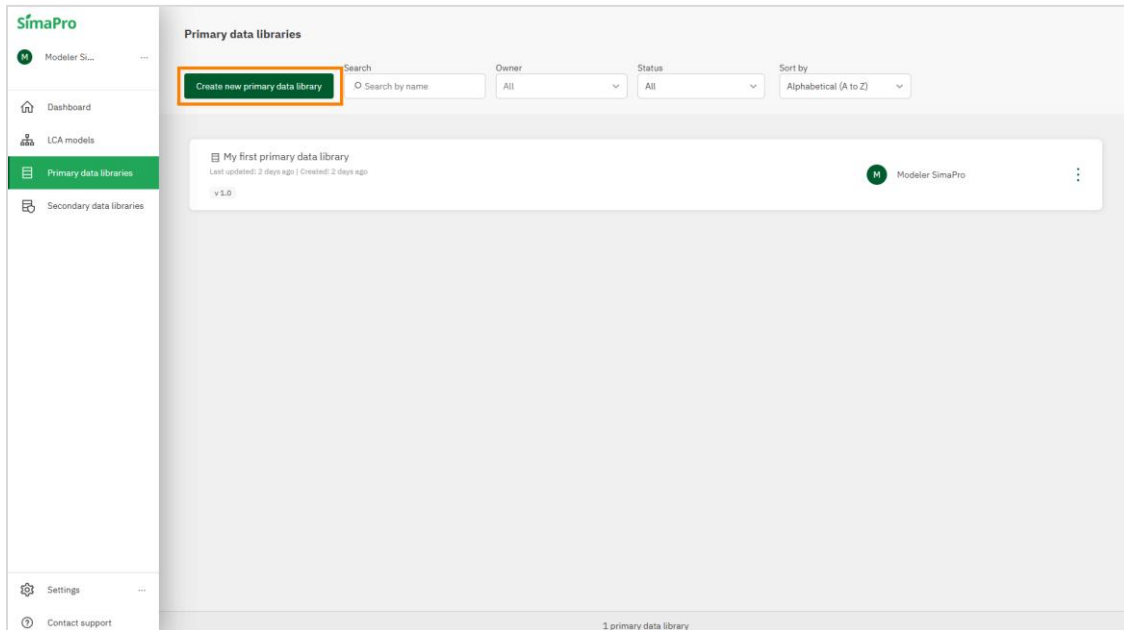 SimaPro
M Modeler Si... ...
Dashboard
LCA models
Primary data libraries
Secondary data libraries
Settings ...
Contact support
Primary data libraries
Create new primary data library
Search
Search by name
Owner
All
Status
All
Sort by
Alphabetical (A to Z)
My first primary data library
Last updated: 2 days ago | Created: 2 days ago
v 1.0
M Modeler SimaPro
1 primary data library